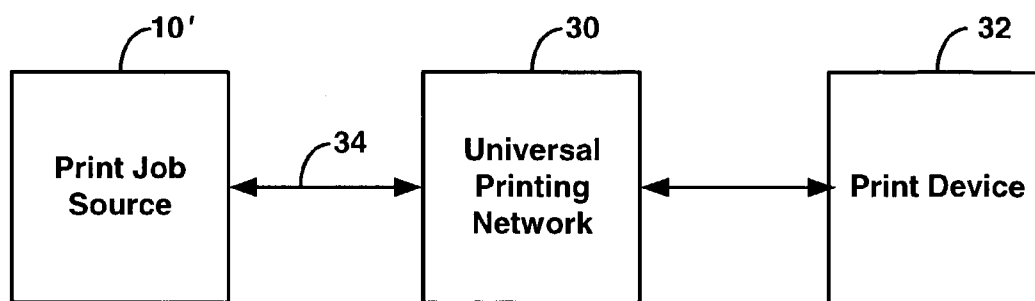 10'
30
32
34
Print Job
Source
Universal
Printing
Network
Print Device